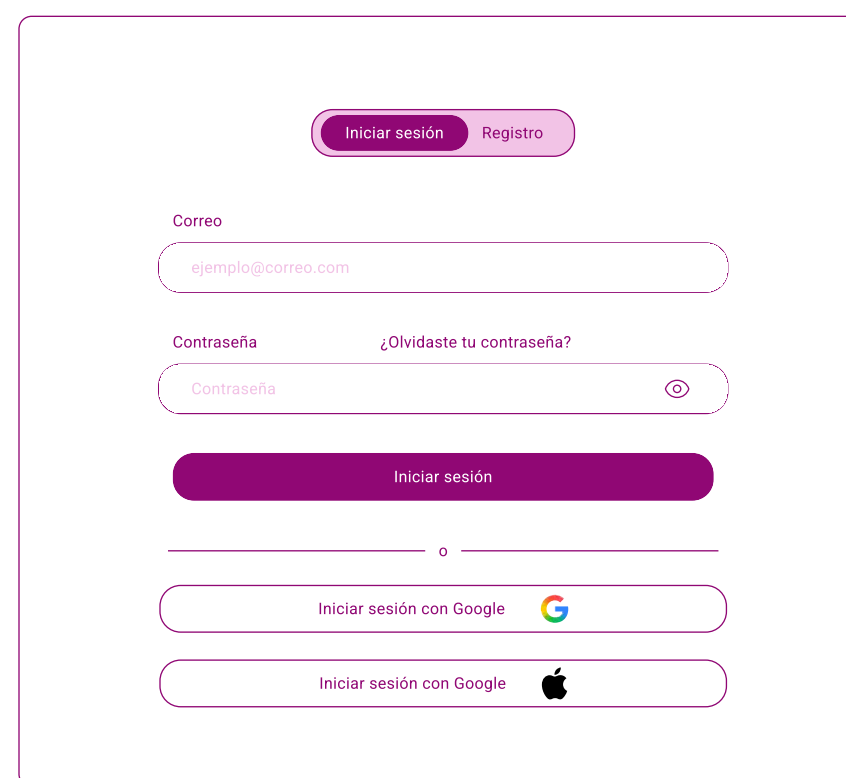 Iniciar sesión Registro
Correo
ejemplo@correo.com
Contraseña ¿Olvidaste tu contraseña?
Contraseña
Iniciar sesión
o
Iniciar sesión con Google
Iniciar sesión con Google